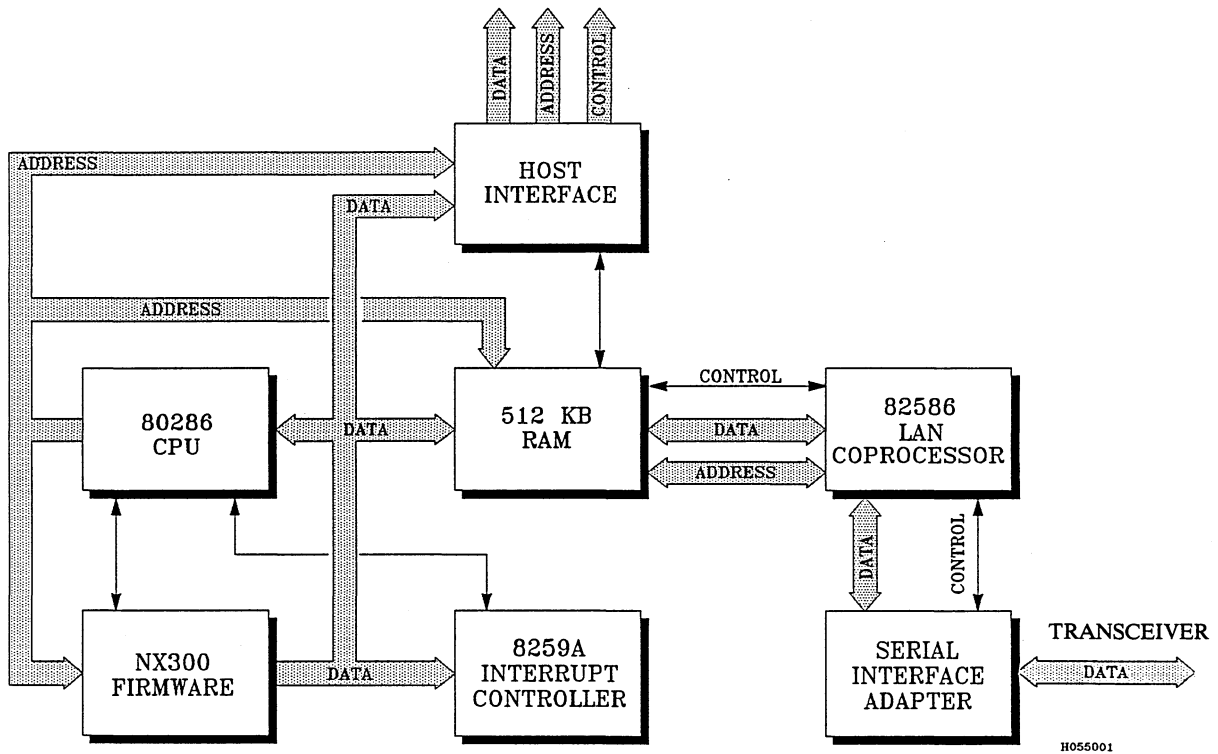 DATA
ADDRESS
CONTROL
ADDRESS
HOST
INTERFACE
DATA
ADDRESS
80286
CPU
DATA
512 KB
RAM
CONTROL
DATA
ADDRESS
82586
LAN
COPROCESSOR
DATA
CONTROL
NX300
FIRMWARE
DATA
8259A
INTERRUPT
CONTROLLER
SERIAL
INTERFACE
ADAPTER
TRANSCEIVER
DATA
H055001